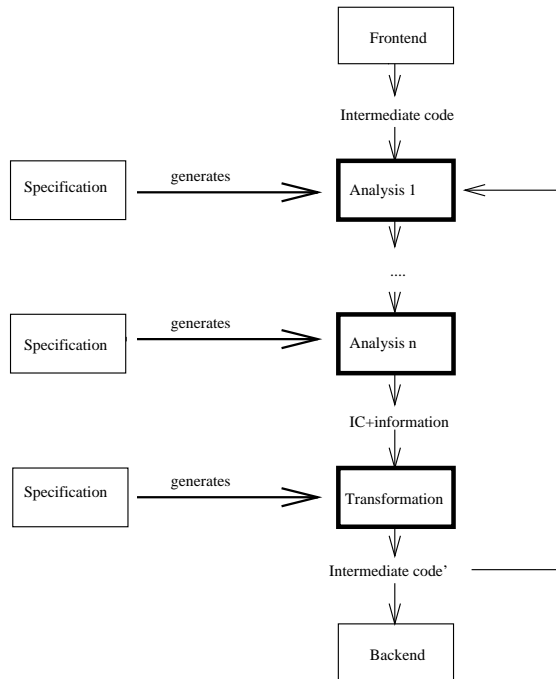 Frontend
Intermediate code
Specification
generates
Analysis 1
....
Specification
generates
Analysis n
IC+information
Specification
generates
Transformation
Intermediate code’
Backend